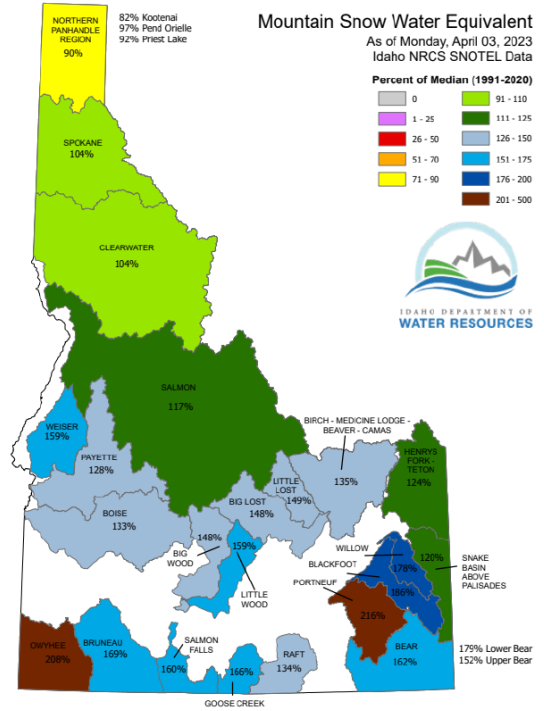 NORTHERN
PANHANDLE
REGION
90%
82% Kootenai
97% Pend Orielle
92% Priest Lake
Mountain Snow Water Equivalent
As of Monday, April 03, 2023
Idaho NRCS SNOTEL Data
Percent of Median (1991-2020)
0
1 - 25
26 - 50
51 - 70
71 - 90
91 - 110
111 - 125
126 - 150
151 - 175
176 - 200
201 - 500
IDAHO DEPARTMENT OF
WATER RESOURCES
SPOKANE
104%
CLEARWATER
104%
SALMON
117%
WEISER
159%
PAYETTE
128%
BOISE
133%
BIG LOST
148%
LITTLE
LOST
149%
BIRCH - MEDICINE LODGE -
BEAVER - CAMAS
135%
HENRYS
FORK -
TETON
124%
148%
BIG
WOOD
159%
LITTLE
WOOD
WILLOW
178%
BLACKFOOT
186%
PORTNEUF
216%
120%
SNAKE
BASIN
ABOVE
PALISADES
OWYHEE
208%
BRUNEAU
169%
SALMON
FALLS
160%
166%
GOOSE CREEK
RAFT
134%
BEAR
162%
179% Lower Bear
152% Upper Bear